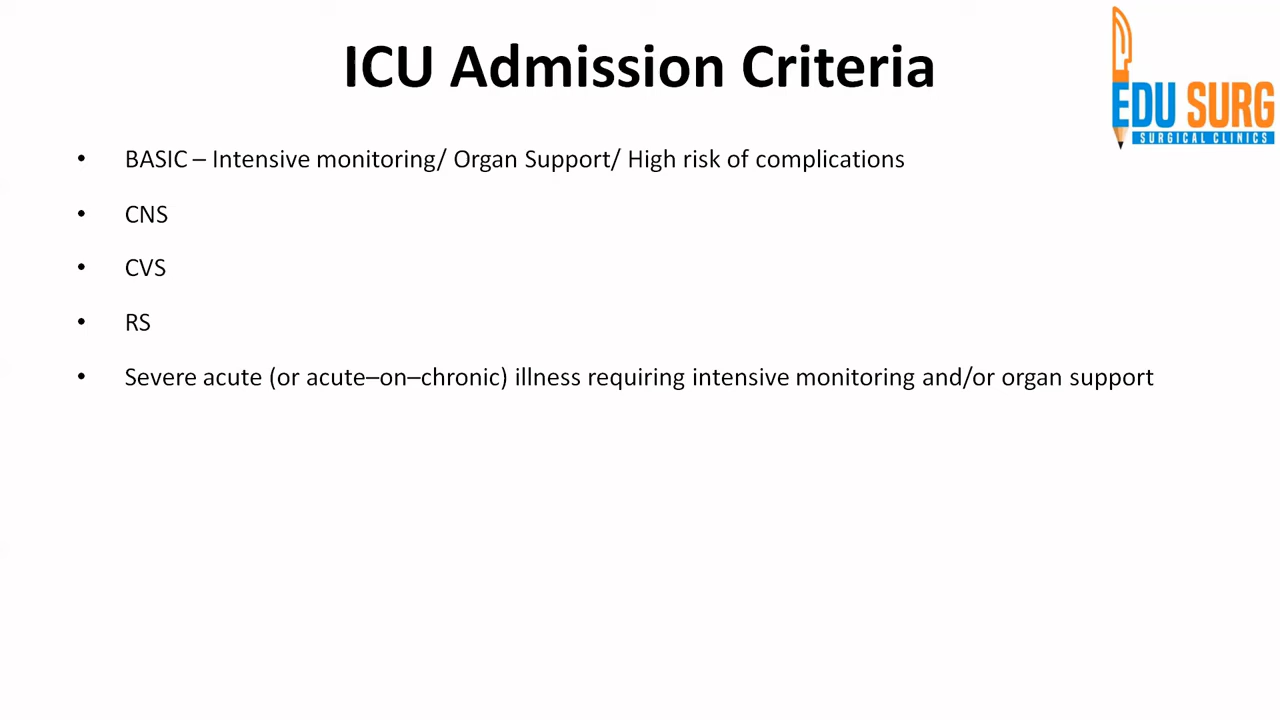 ICU Admission Criteria
EDU SURG
SURGICAL CLINICS
• BASIC – Intensive monitoring/ Organ Support/ High risk of complications
• CNS
• CVS
• RS
• Severe acute (or acute–on–chronic) illness requiring intensive monitoring and/or organ support